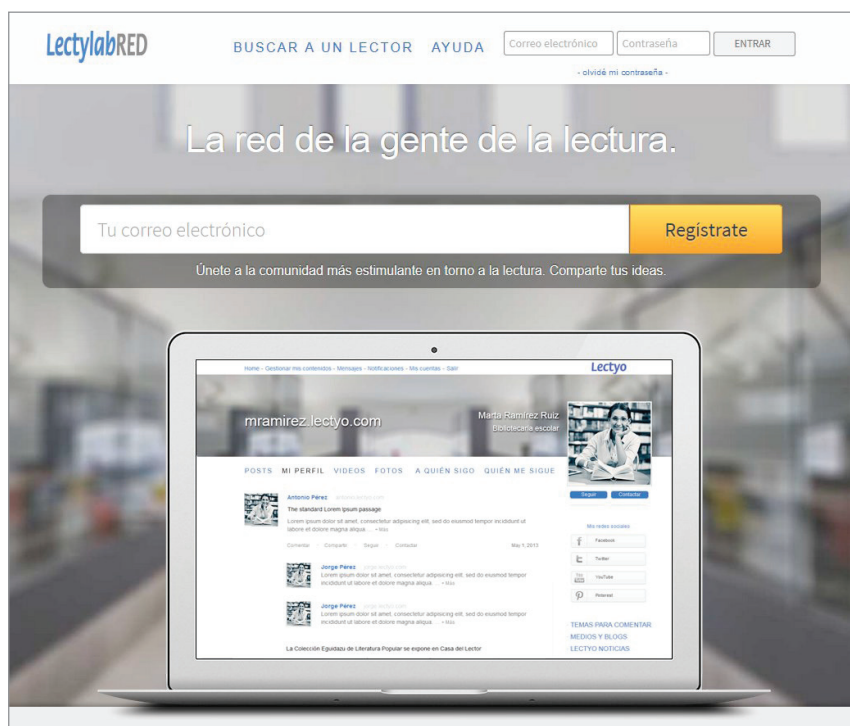 LectylabRED
BUSCAR A UN LECTOR AYUDA Correo electrónico Contraseña ENTRAR
- olvidé mi contraseña -
La red de la gente de la lectura.
Tu correo electrónico Regístrate
Únete a la comunidad más estimulante en torno a la lectura. Comparte tus ideas.
Home - Gestionar mis contenidos - Mensajes - Notificaciones - Mis cuentas - Salir Lectyo
mramirez.lectyo.com
Marta Ramírez Ruiz
Bibliotecaria escolar
POSTS MI PERFIL VIDEOS FOTOS A QUIÉN SIGO QUIÉN ME SIGUE
Seguir Contactar
Antonio Pérez
The standard Lorem Ipsum passage
Lorem ipsum dolor sit amet, consectetur adipisicing elit, sed do eiusmod tempor incididunt ut
labore et dolore magna aliqua ... + Más
Comentar Compartir Seguir Contactar May 1, 2013
Jorge Pérez
Lorem ipsum dolor sit amet, consectetur adipisicing elit, sed do eiusmod tempor
incididunt ut labore et dolore magna aliqua ... + Más
Jorge Pérez
Lorem ipsum dolor sit amet, consectetur adipisicing elit, sed do eiusmod tempor
incididunt ut labore et dolore magna aliqua ... + Más
La Colección Eguidazu de Literatura Popular se expone en Casa del Lector
Mis redes sociales
Facebook
Twitter
YouTube
Pinterest
TEMAS PARA COMENTAR
MEDIOS Y BLOGS
LECTYO NOTICIAS